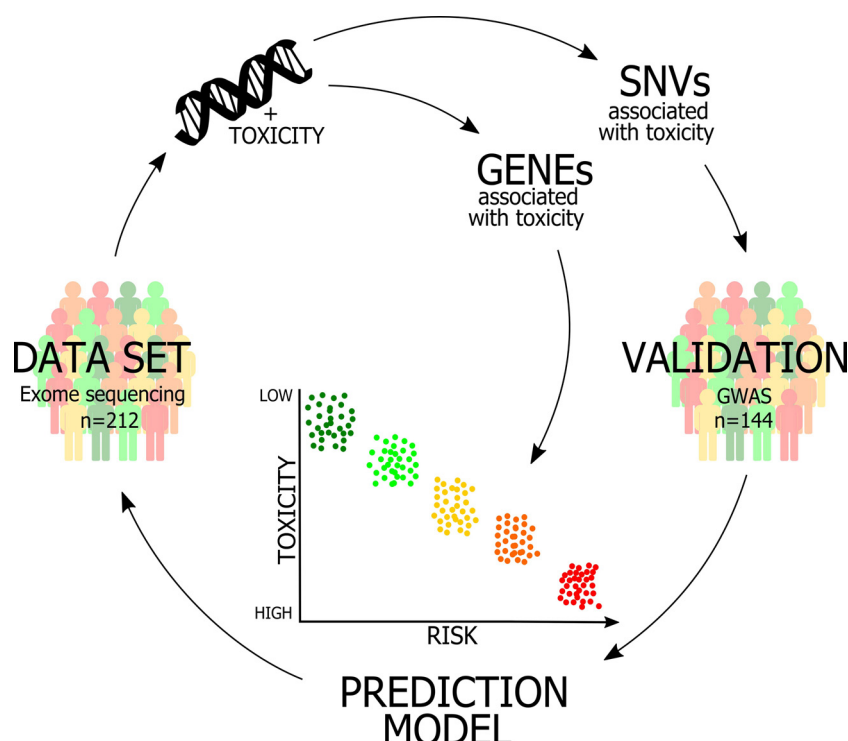 +
TOXICITY
SNVs
associated
with toxicity
GENEs
associated
with toxicity
DATA SET
Exome sequencing
n=212
VALIDATION
GWAS
n=144
LOW
TOXICITY
HIGH
RISK
PREDICTION
MODEL